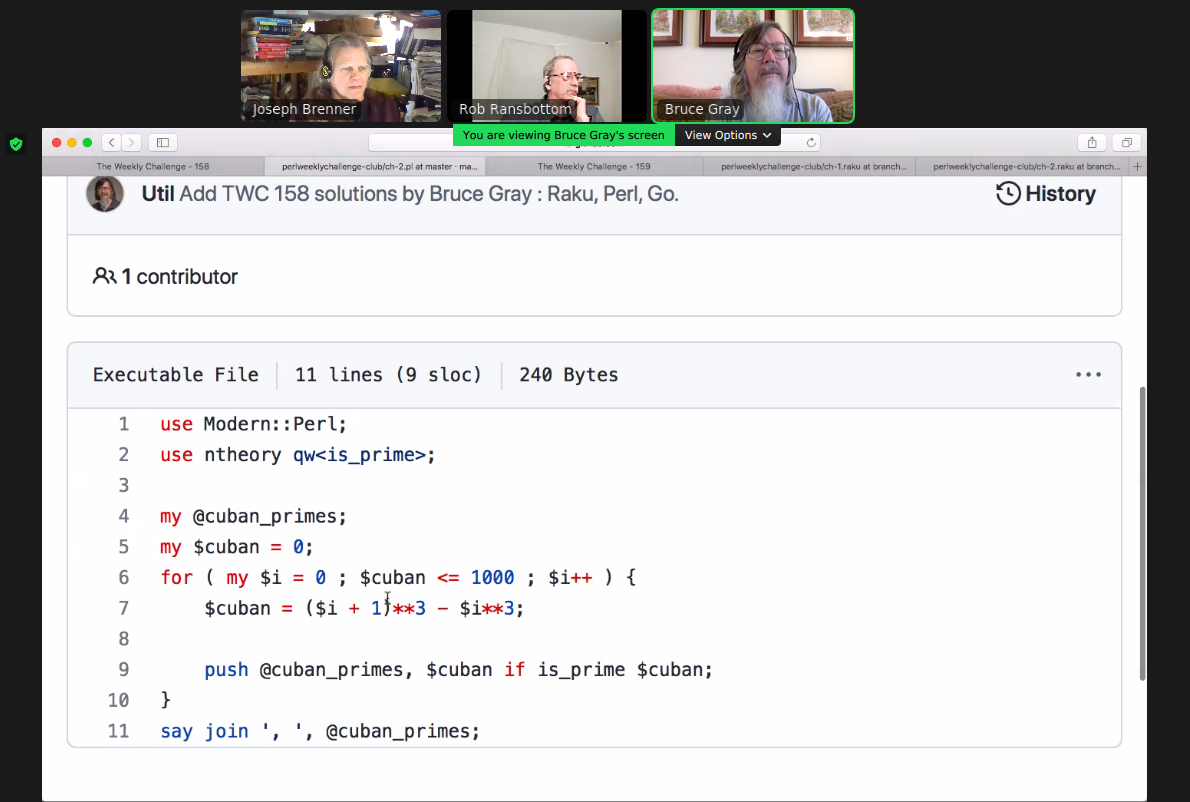 Joseph Brenner
Rob Ransbottom
Bruce Gray
You are viewing Bruce Gray's screen View Options
The Weekly Challenge - 158
perlweeklychallenge-club/ch-2.pl at master · ma...
The Weekly Challenge - 159
perlweeklychallenge-club/ch-1.raku at branch...
perlweeklychallenge-club/ch-2.raku at branch...
Util Add TWC 158 solutions by Bruce Gray : Raku, Perl, Go.
History
1 contributor
Executable File 11 lines (9 sloc) 240 Bytes
1 use Modern::Perl;
2 use ntheory qw<is_prime>;
3
4 my @cuban_primes;
5 my $cuban = 0;
6 for ( my $i = 0 ; $cuban <= 1000 ; $i++ ) {
7 $cuban = ($i + 1)**3 - $i**3;
8
9 push @cuban_primes, $cuban if is_prime $cuban;
10 }
11 say join ', ', @cuban_primes;